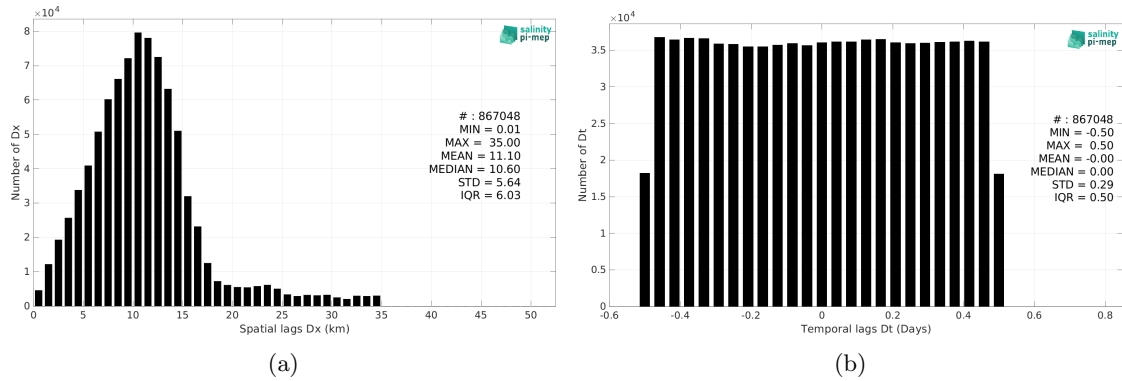 ×10⁴
8
7
6
5
4
3
2
1
0
Number of Dx
0 5 10 15 20 25 30 35 40 45 50
Spatial lags Dx (km)
salinity
pi-mep
# : 867048
MIN = 0.01
MAX = 35.00
MEAN = 11.10
MEDIAN = 10.60
STD = 5.64
IQR = 6.03
(a)
×10⁴
3.5
3
2.5
2
1.5
1
0.5
0
Number of Dt
-0.6 -0.4 -0.2 0 0.2 0.4 0.6 0.8
Temporal lags Dt (Days)
salinity
pi-mep
# : 867048
MIN = -0.50
MAX = 0.50
MEAN = -0.00
MEDIAN = 0.00
STD = 0.29
IQR = 0.50
(b)